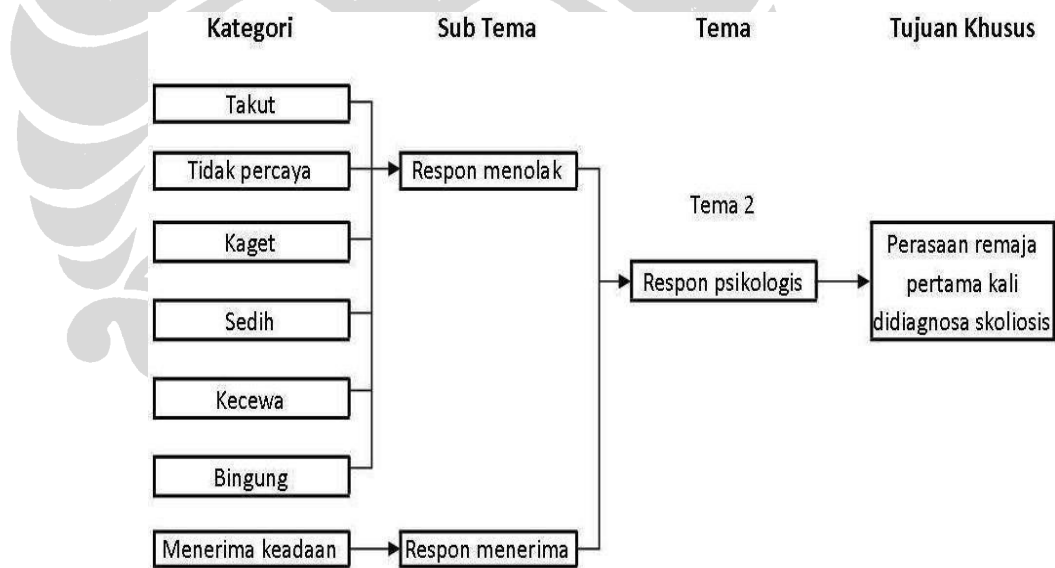 Kategori Sub Tema Tema Tujuan Khusus
Takut
Tidak percaya
Respon menolak
Kaget
Sedih
Kecewa
Bingung
Menerima keadaan
Respon menerima
Tema 2
Respon psikologis
Perasaan remaja
pertama kali
didiagnosa skoliosis